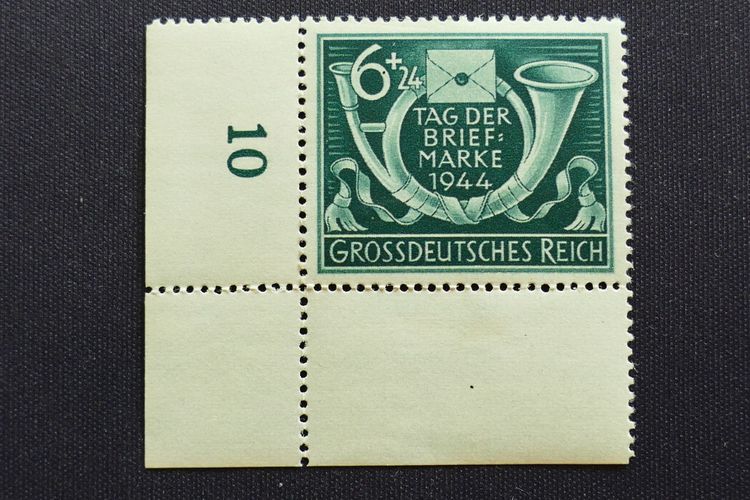 10
6+24
TAG DER
BRIEF=
MARKE
1944
GROSSDEUTSCHES REICH